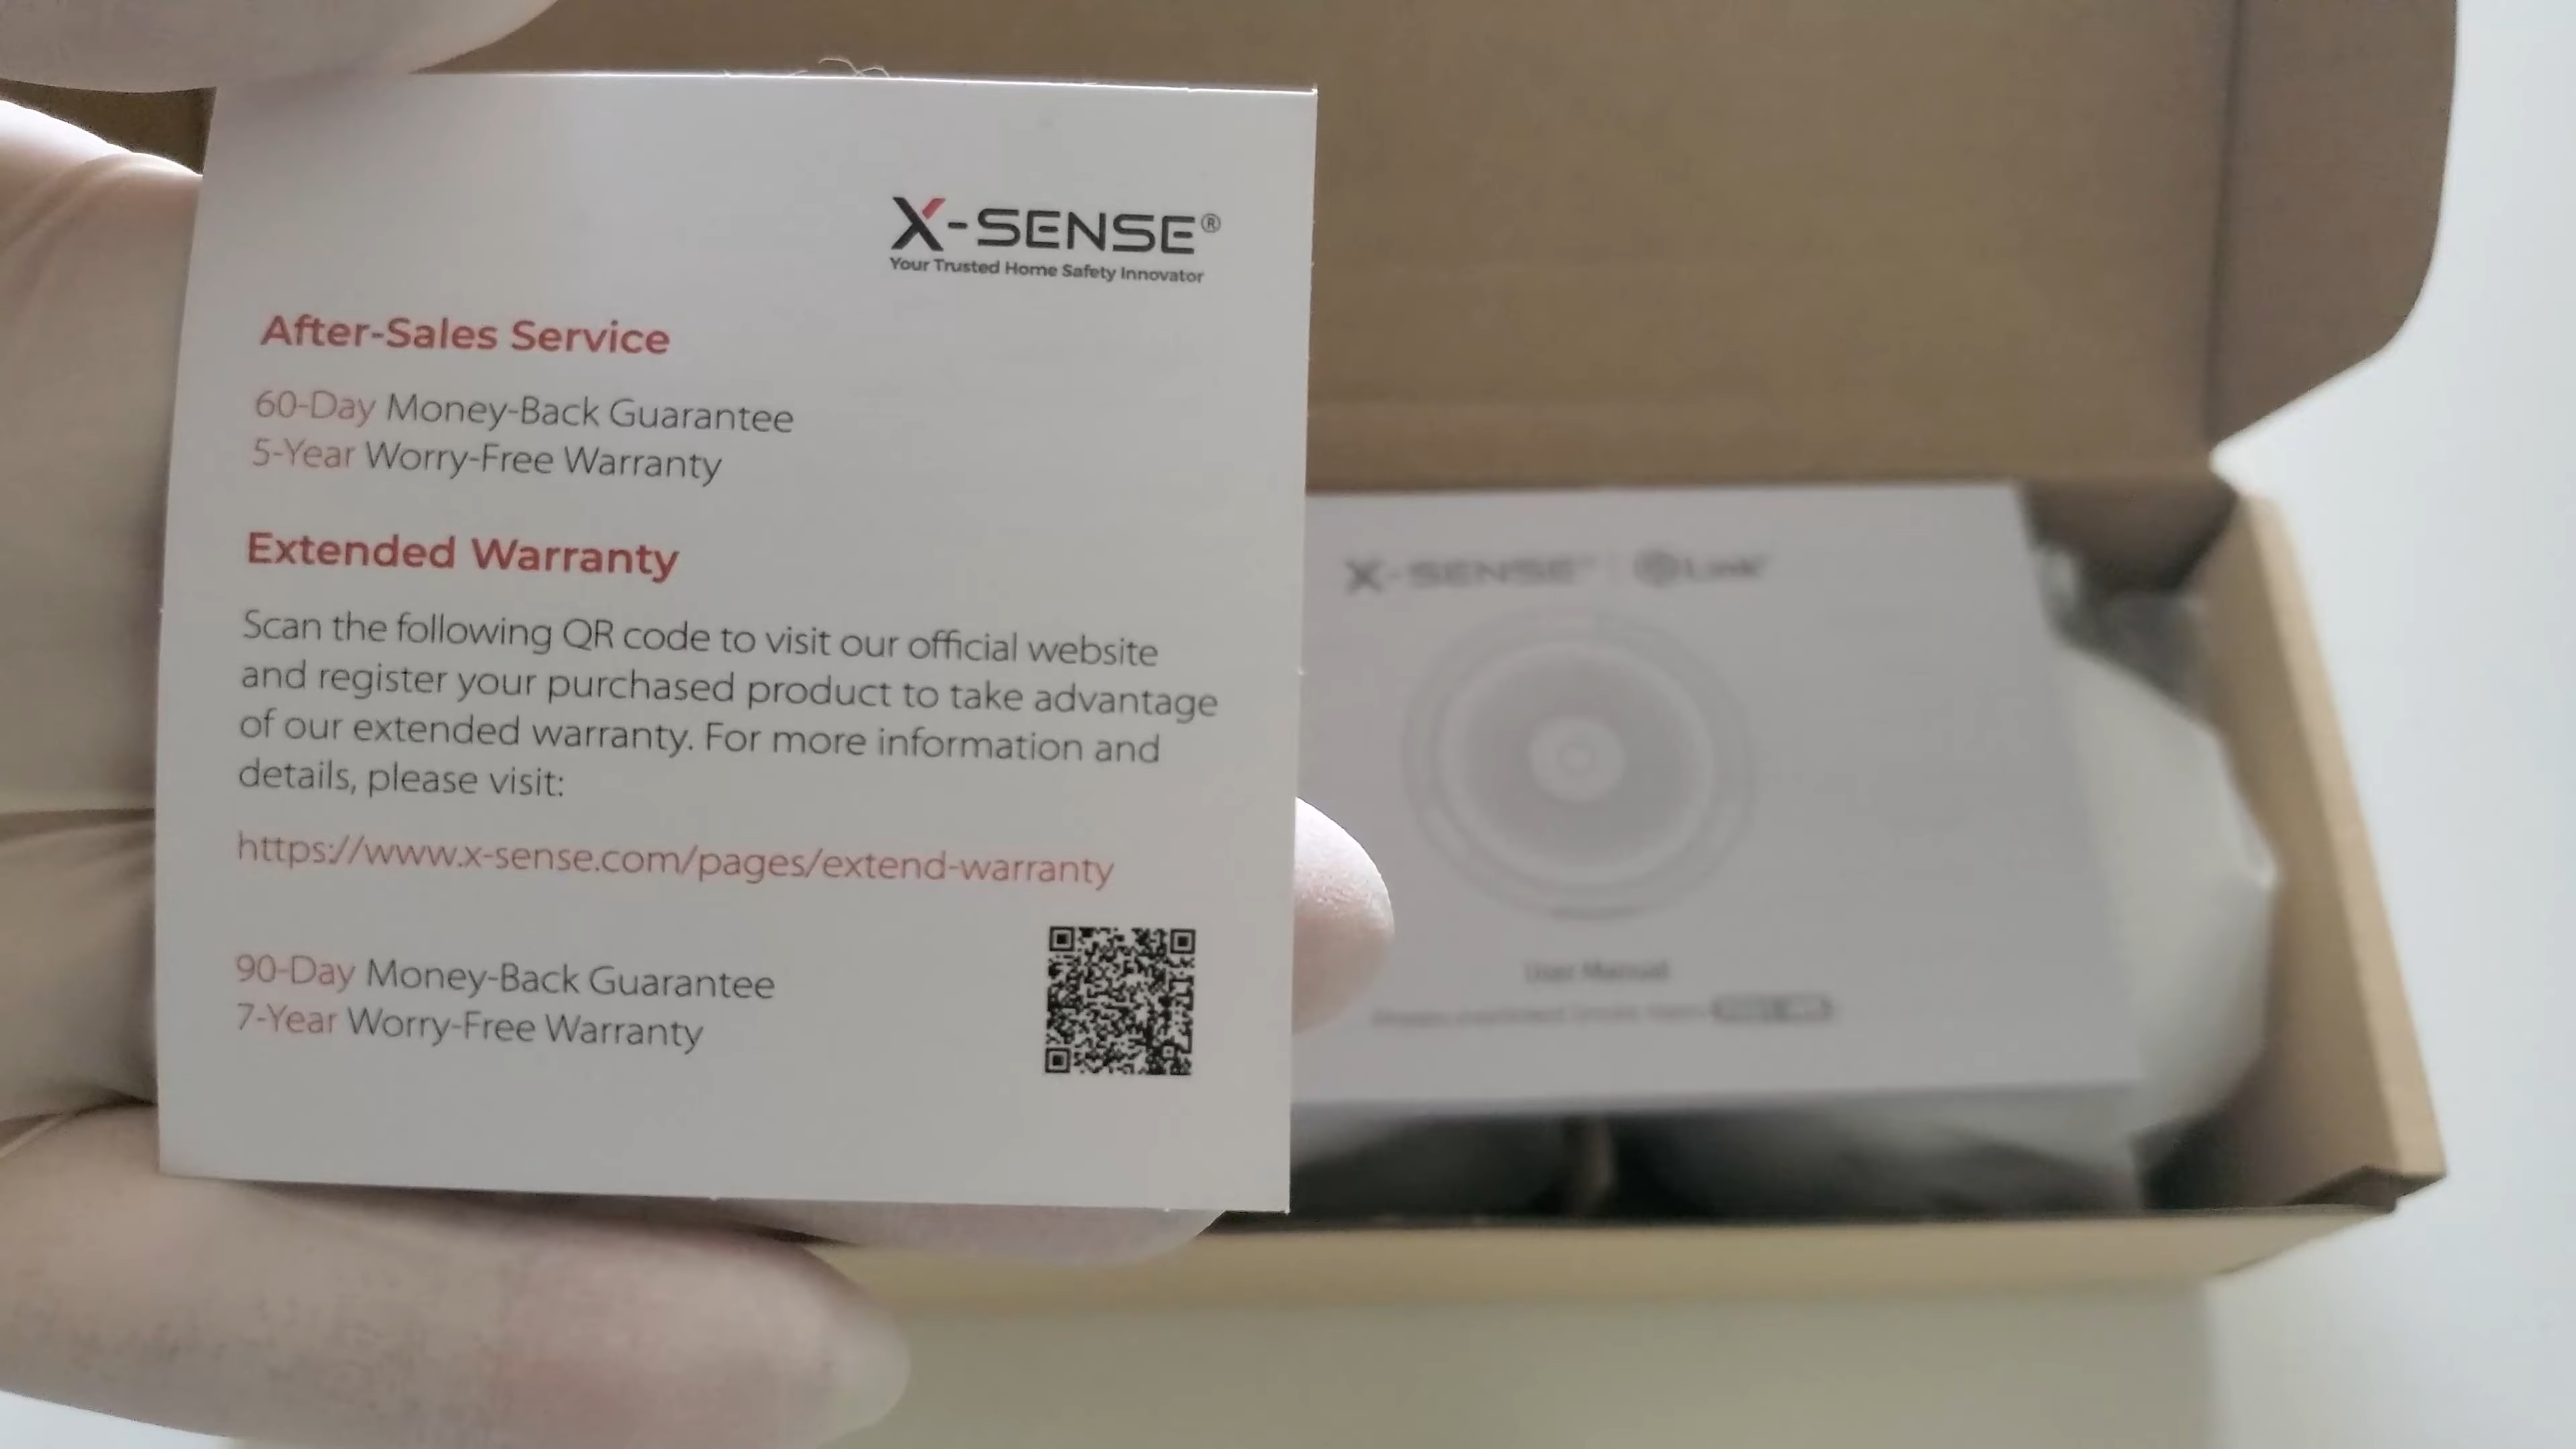 X-SENSE®
Your Trusted Home Safety Innovator
After-Sales Service
60-Day Money-Back Guarantee
5-Year Worry-Free Warranty
Extended Warranty
Scan the following QR code to visit our official website
and register your purchased product to take advantage
of our extended warranty. For more information and
details, please visit:
https://www.x-sense.com/pages/extend-warranty
90-Day Money-Back Guarantee
7-Year Worry-Free Warranty
X-SENSE Link
User Manual